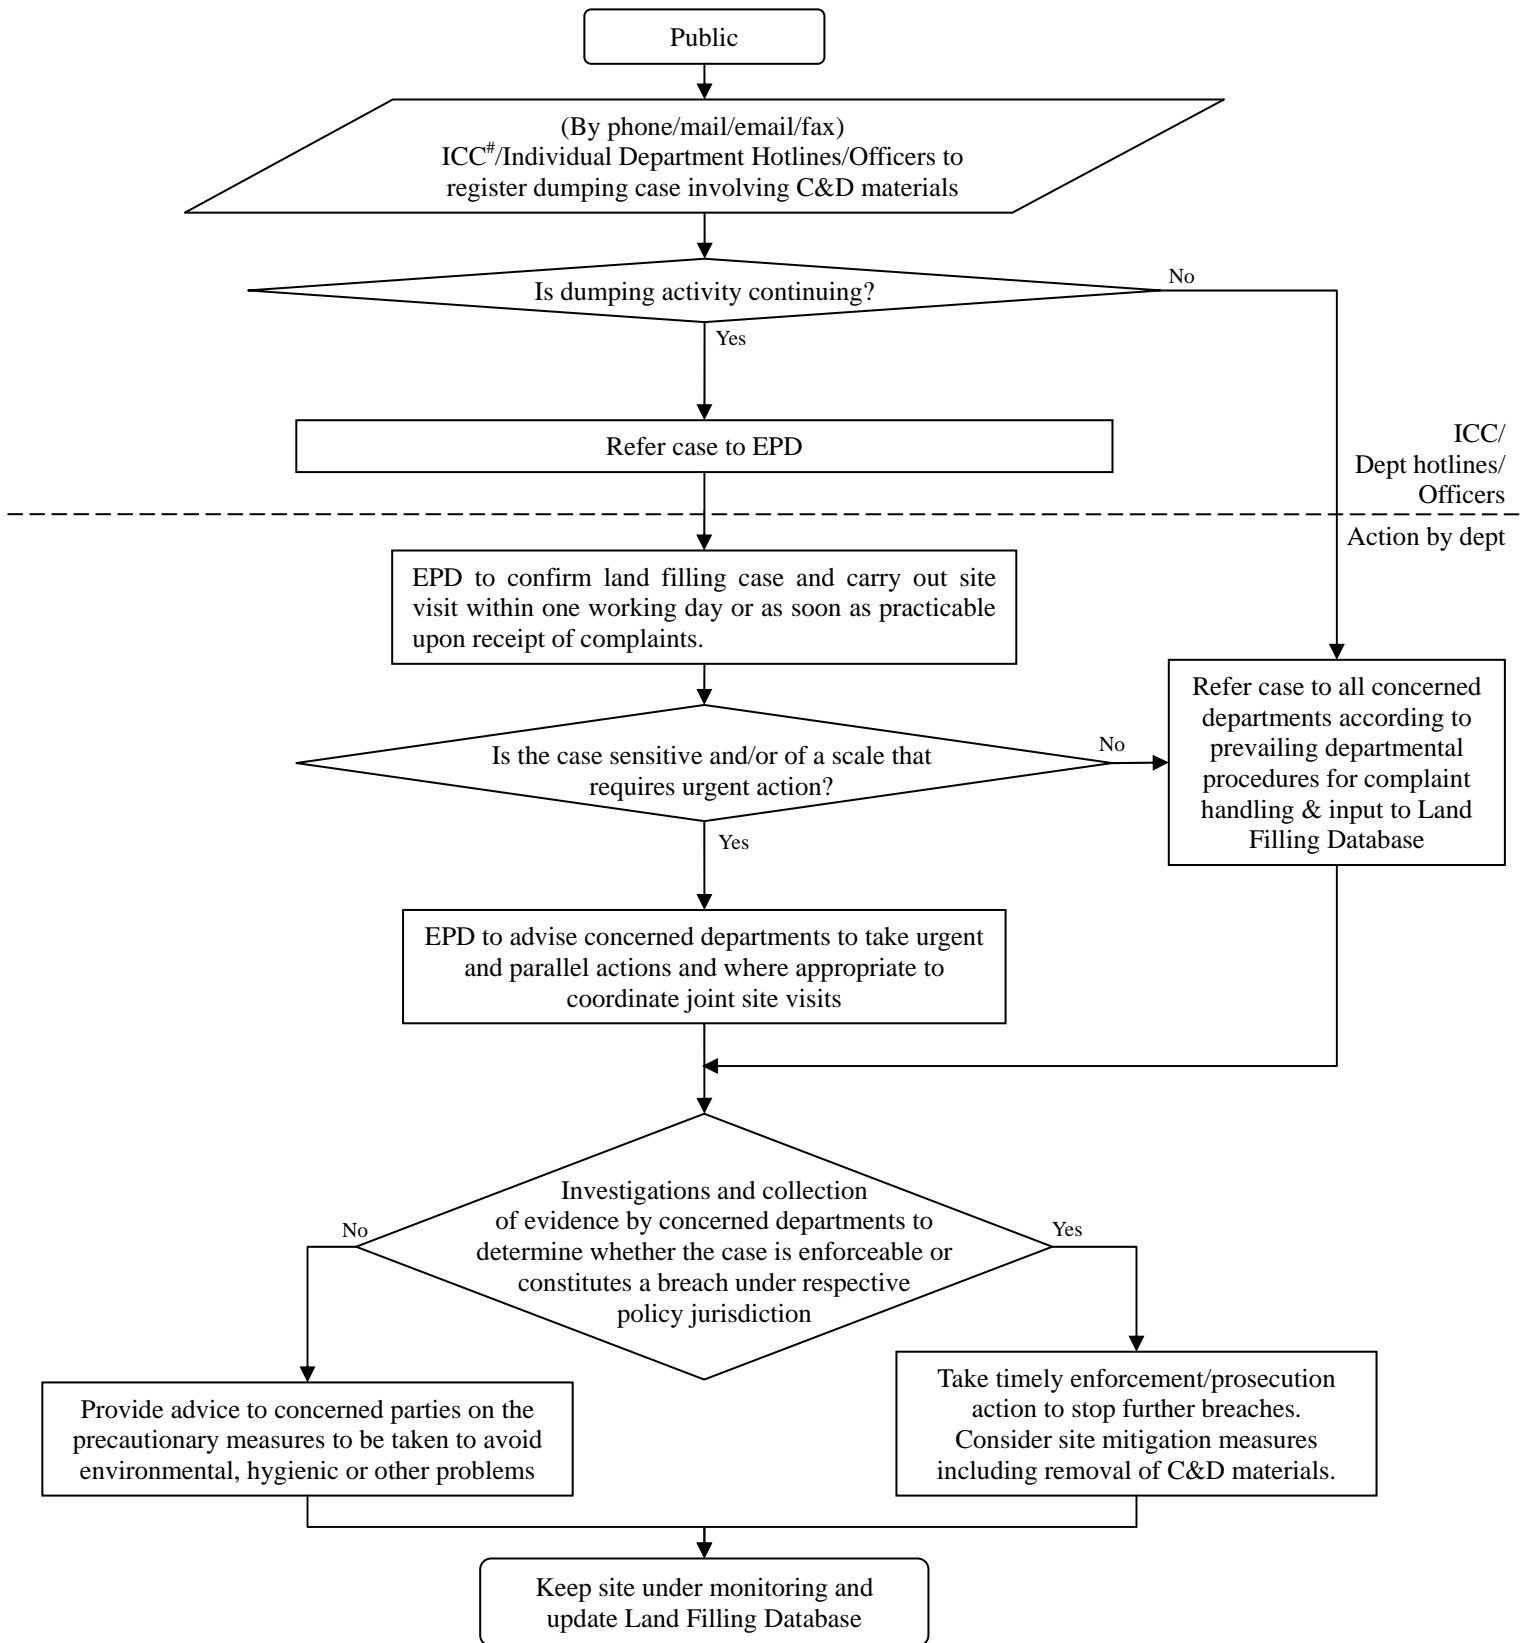 Public
(By phone/mail/email/fax)
ICC#/Individual Department Hotlines/Officers to
register dumping case involving C&D materials
Is dumping activity continuing?
No
Yes
Refer case to EPD
ICC/
Dept hotlines/
Officers
Action by dept
EPD to confirm land filling case and carry out site
visit within one working day or as soon as practicable
upon receipt of complaints.
Refer case to all concerned
departments according to
prevailing departmental
procedures for complaint
handling & input to Land
Filling Database
Is the case sensitive and/or of a scale that
requires urgent action?
No
Yes
EPD to advise concerned departments to take urgent
and parallel actions and where appropriate to
coordinate joint site visits
Investigations and collection
of evidence by concerned departments to
determine whether the case is enforceable or
constitutes a breach under respective
policy jurisdiction
No
Yes
Provide advice to concerned parties on the
precautionary measures to be taken to avoid
environmental, hygienic or other problems
Take timely enforcement/prosecution
action to stop further breaches.
Consider site mitigation measures
including removal of C&D materials.
Keep site under monitoring and
update Land Filling Database